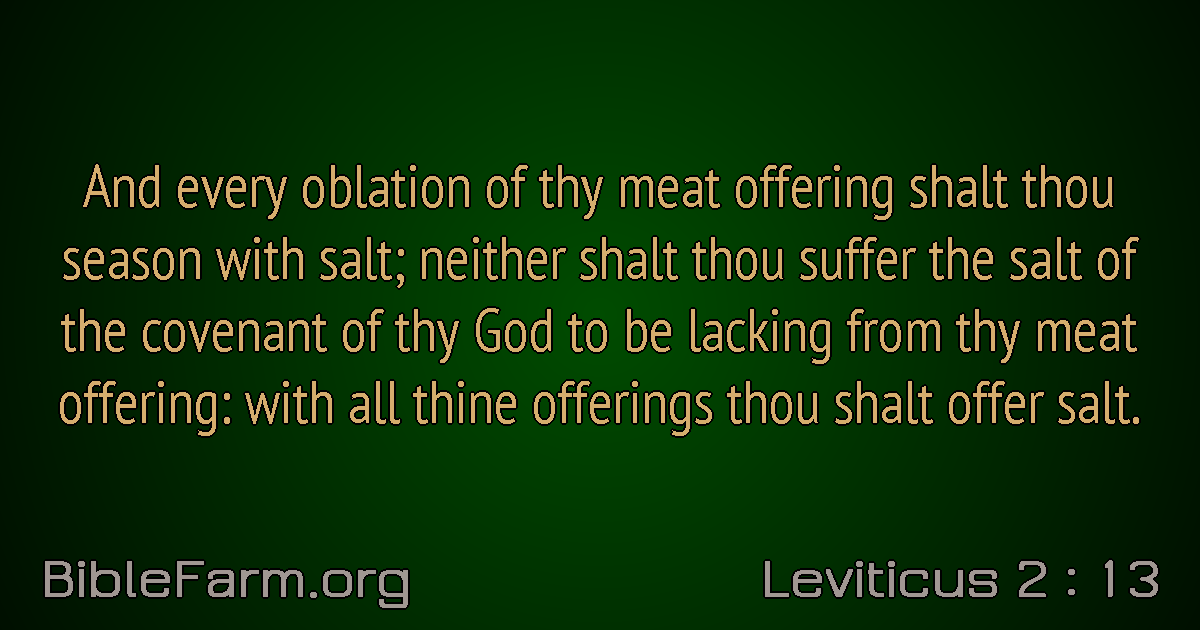 And every oblation of thy meat offering shalt thou
season with salt; neither shalt thou suffer the salt of
the covenant of thy God to be lacking from thy meat
offering: with all thine offerings thou shalt offer salt.
BibleFarm.org
Leviticus 2 : 13